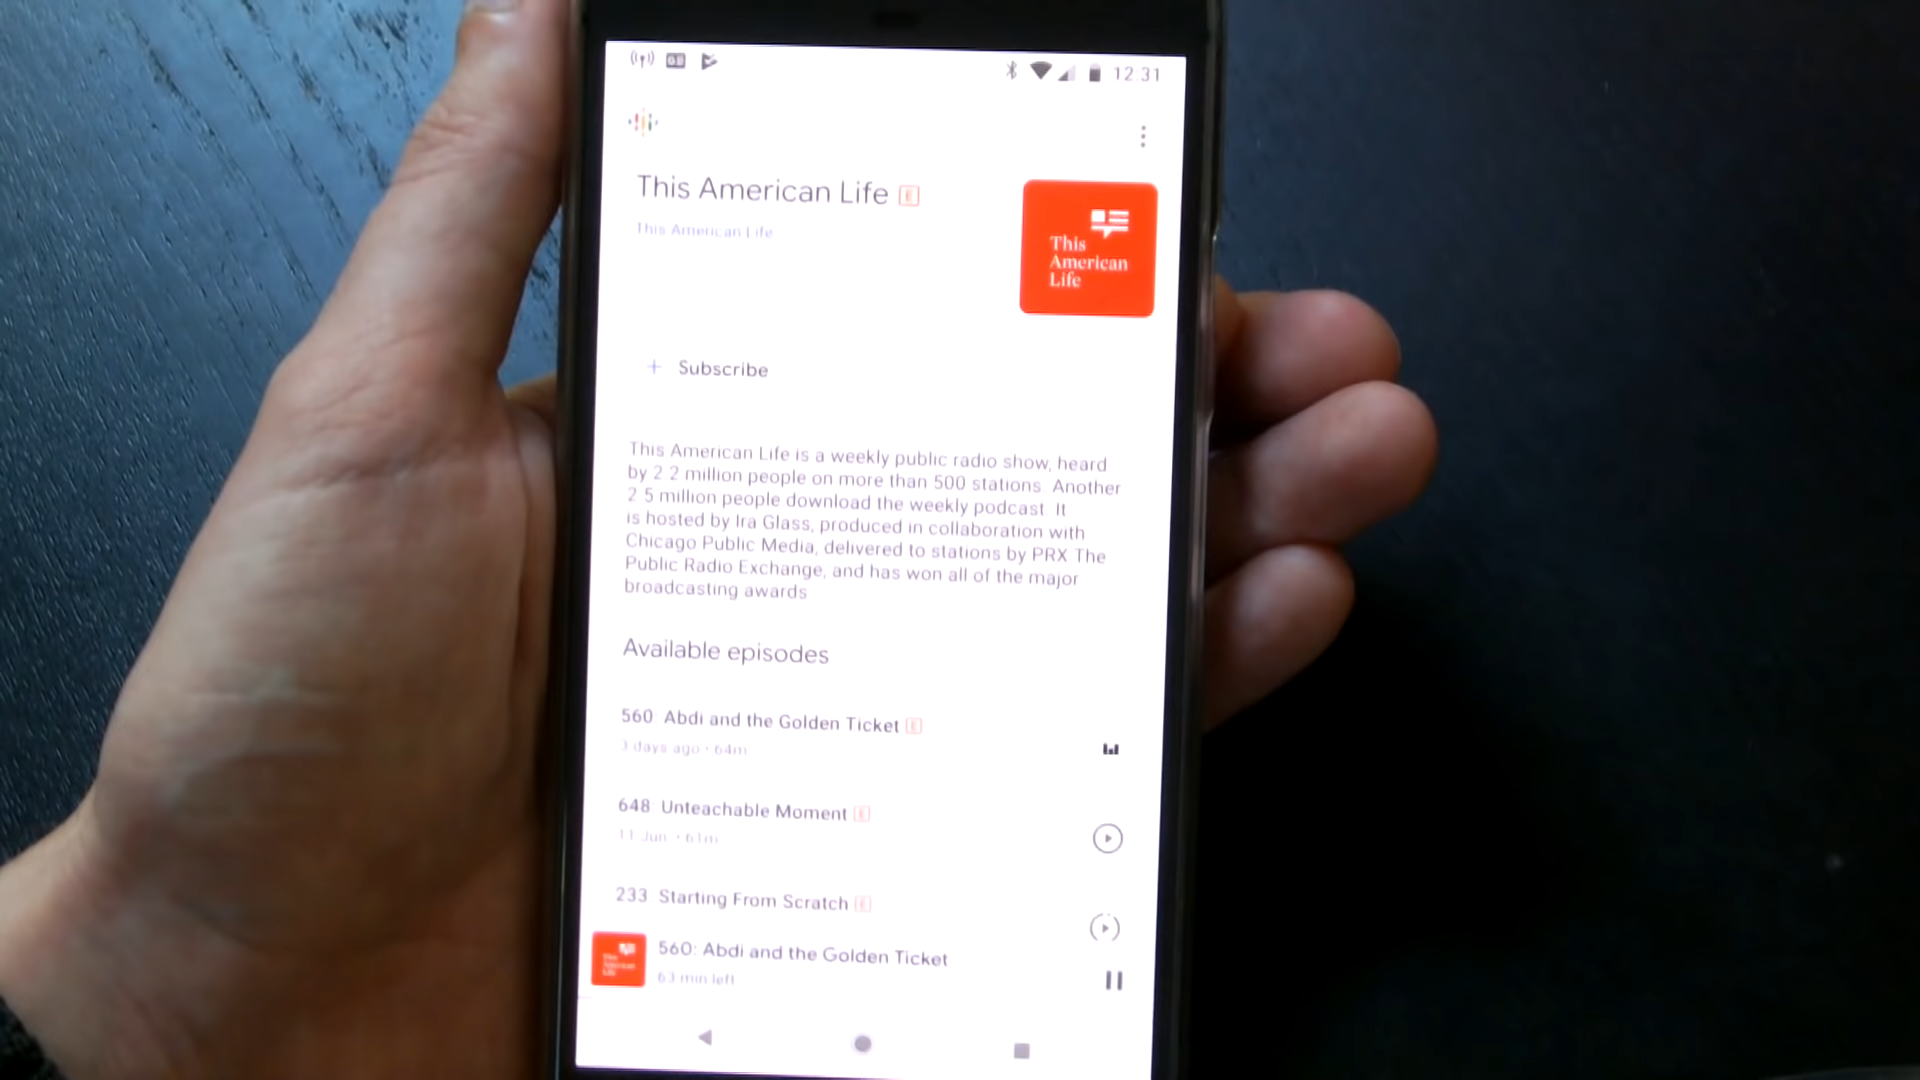 12:31
This American Life E
This American Life
This
American
Life
+ Subscribe
This American Life is a weekly public radio show, heard
by 2.2 million people on more than 500 stations. Another
2.5 million people download the weekly podcast. It
is hosted by Ira Glass, produced in collaboration with
Chicago Public Media, delivered to stations by PRX The
Public Radio Exchange, and has won all of the major
broadcasting awards
Available episodes
560: Abdi and the Golden Ticket E
3 days ago · 64m
648: Unteachable Moment E
11 Jun · 61m
233: Starting From Scratch E
This
American
Life
560: Abdi and the Golden Ticket
63 min left